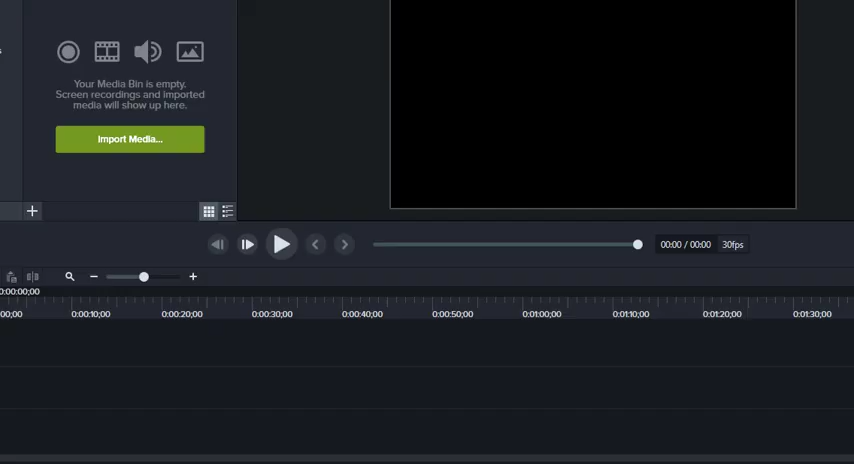 Your Media Bin is empty.
Screen recordings and imported
media will show up here.
Import Media...
00:00 / 00:00 30fps
0:00:00;00
0:00:10;00 0:00:20;00 0:00:30;00 0:00:40;00 0:00:50;00 0:01:00;00 0:01:10;00 0:01:20;00 0:01:30;00